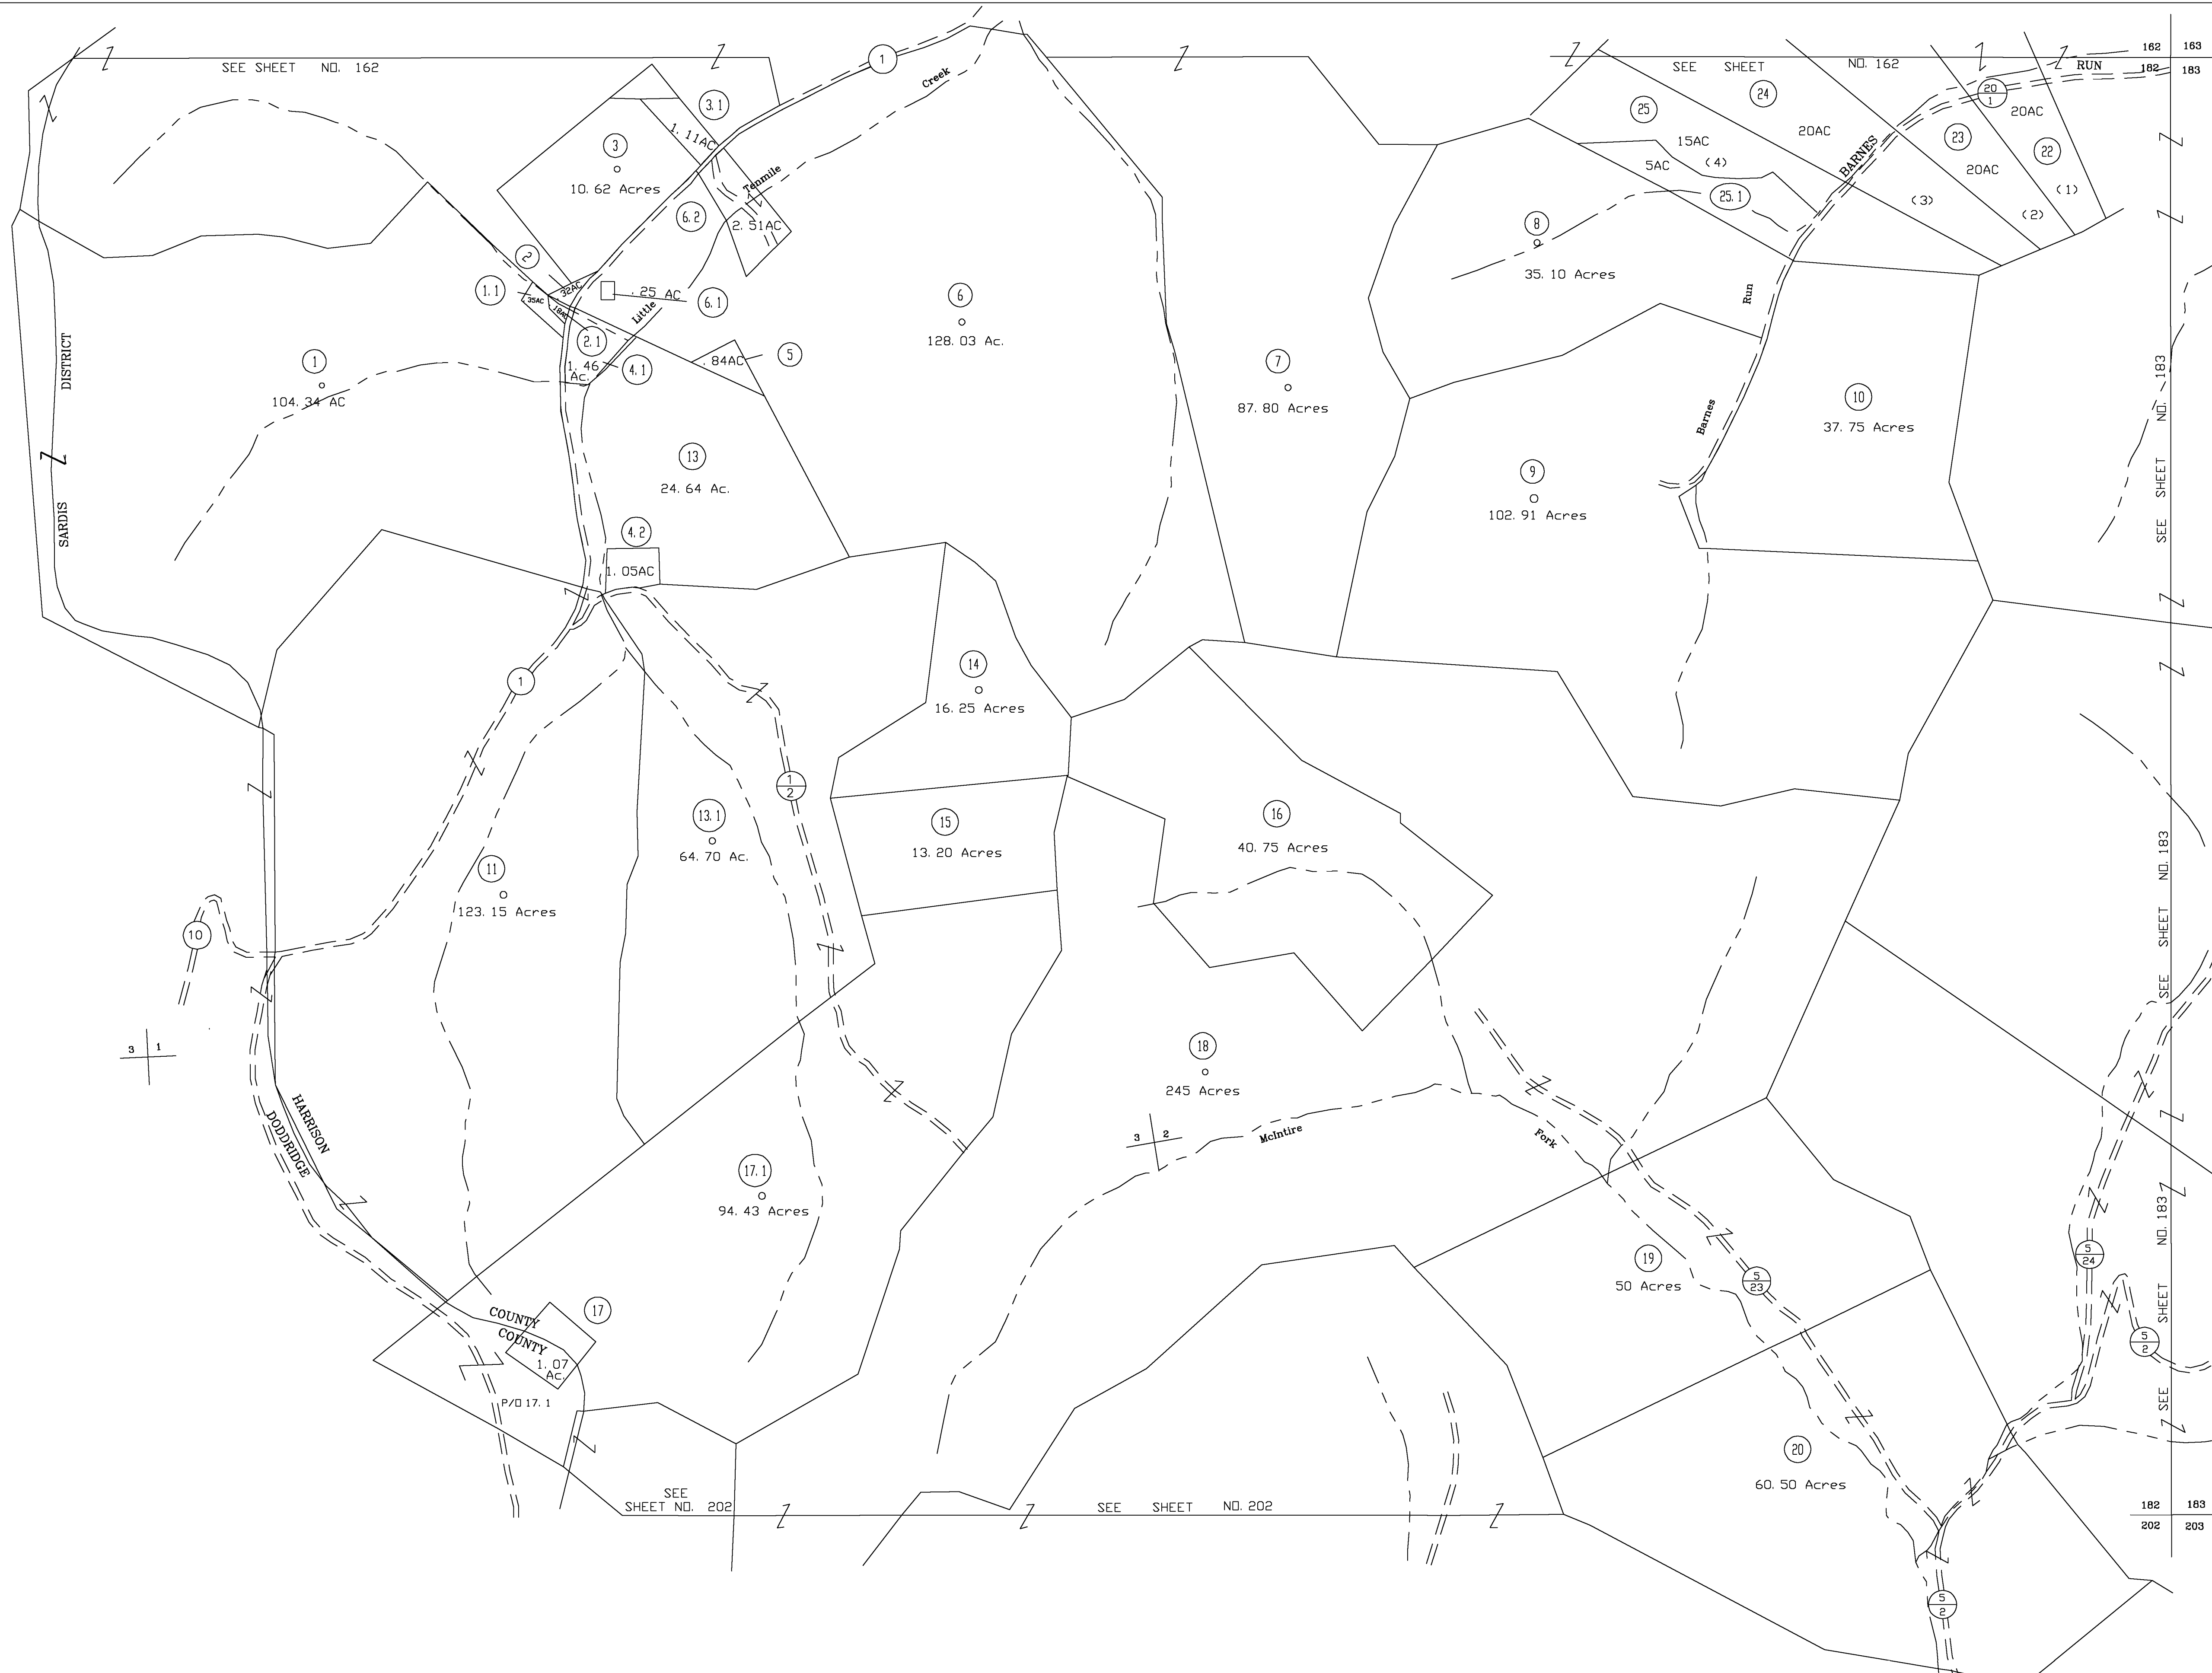 SEE SHEET NO. 162
SEE SHEET NO. 162
162 163
182 183
RUN
1
Creek
3.1
1.11AC
3
10.62 Acres
Tenmile
6.2
2.51AC
2
32AC
1.1
35AC
18AC
.25 AC
6.1
Little
2.1
1.46
Ac.
4.1
.84AC
5
6
128.03 Ac.
1
104.34 AC
DISTRICT
SARDIS
13
24.64 Ac.
4.2
1.05AC
7
87.80 Acres
25
15AC
5AC
(4)
25.1
24
20AC
(3)
23
20AC
(2)
20
1
20AC
22
(1)
BARNES
8
35.10 Acres
Run
Barnes
9
102.91 Acres
10
37.75 Acres
SEE SHEET NO. 183
1
14
16.25 Acres
1
2
13.1
64.70 Ac.
15
13.20 Acres
16
40.75 Acres
11
123.15 Acres
10
3 1
SEE SHEET NO. 183
18
245 Acres
3 2
McIntire
Fork
HARRISON
DODDRIDGE
17.1
94.43 Acres
COUNTY
COUNTY
17
1.07
Ac.
P/O 17.1
19
50 Acres
5
23
5
24
5
2
SEE SHEET NO. 183
20
60.50 Acres
SEE
SHEET NO. 202
SEE SHEET NO. 202
182 183
202 203
5
2